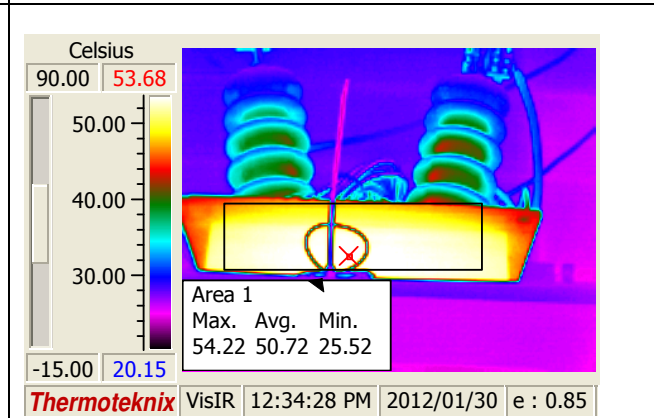 Celsius
90.00 53.68
50.00
40.00
30.00
-15.00 20.15
Area 1
Max. Avg. Min.
54.22 50.72 25.52
Thermoteknix VisIR 12:34:28 PM 2012/01/30 e : 0.85